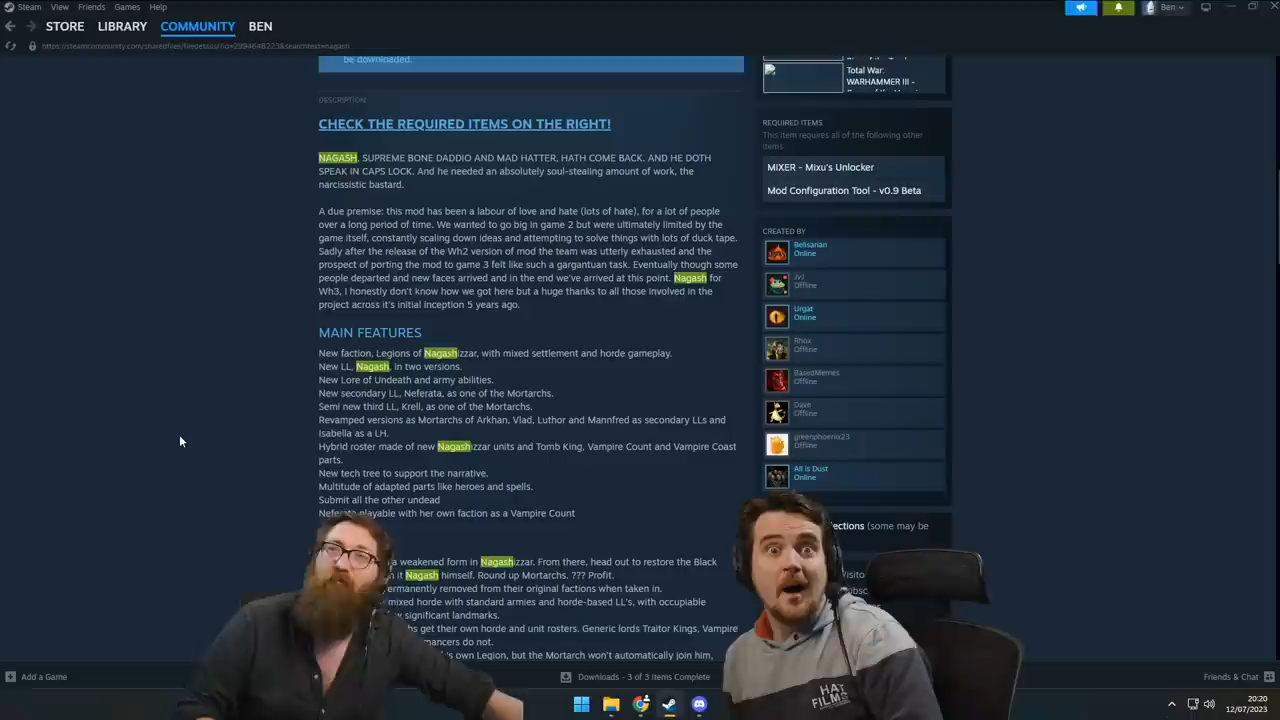 Steam View Friends Games Help
Ben
STORE LIBRARY COMMUNITY BEN
be downloaded.
DESCRIPTION
CHECK THE REQUIRED ITEMS ON THE RIGHT!
NAGASH, SUPREME BONE DADDIO AND MAD HATTER, HATH COME BACK. AND HE DOTH
SPEAK IN CAPS LOCK. And he needed an absolutely soul-stealing amount of work, the
narcissistic bastard.
A due premise: this mod has been a labour of love and hate (lots of hate), for a lot of people
over a long period of time. We wanted to go big in game 2 but were ultimately limited by the
game itself, constantly scaling down ideas and attempting to solve things with lots of duck tape.
Sadly after the release of the Wh2 version of mod the team was utterly exhausted and the
prospect of porting the mod to game 3 felt like such a gargantuan task. Eventually though some
people departed and new faces arrived and in the end we've arrived at this point. Nagash for
Wh3, I honestly don't know how we got here but a huge thanks to all those involved in the
project across it's initial inception 5 years ago.
MAIN FEATURES
New faction, Legions of Nagashizzar, with mixed settlement and horde gameplay.
New LL, Nagash, in two versions.
New Lore of Undeath and army abilities.
New secondary LL, Neferata, as one of the Mortarchs.
Semi new third LL, Krell, as one of the Mortarchs.
Revamped versions as Mortarchs of Arkhan, Vlad, Luthor and Mannfred as secondary LLs and
Isabella as a LH.
Hybrid roster made of new Nagashizzar units and Tomb King, Vampire Count and Vampire Coast
parts.
New tech tree to support the narrative.
Multitude of adapted parts like heroes and spells.
Submit all the other undead
Neferata playable with her own faction as a Vampire Count
a weakened form in Nagashizzar. From there, head out to restore the Black
it Nagash himself. Round up Mortarchs. ??? Profit.
ermanently removed from their original factions when taken in.
mixed horde with standard armies and horde-based LL's, with occupiable
w significant landmarks.
hs get their own horde and unit rosters. Generic lords Traitor Kings, Vampire
mancers do not.
s own Legion, but the Mortarch won't automatically join him,
Total War:
WARHAMMER III -
REQUIRED ITEMS
This item requires all of the following other
items
MIXER - Mixu's Unlocker
Mod Configuration Tool - v0.9 Beta
CREATED BY
Belisarian
Online
JvJ
Offline
Urgat
Online
Rhox
Offline
BasedMemes
Offline
Dave
Offline
greenphoenix23
Offline
All is Dust
Online
ections (some may be
Visito
ubsc
HAT
FILMS
Add a Game
Downloads - 3 of 3 Items Complete
Friends & Chat
20:20
12/07/2023